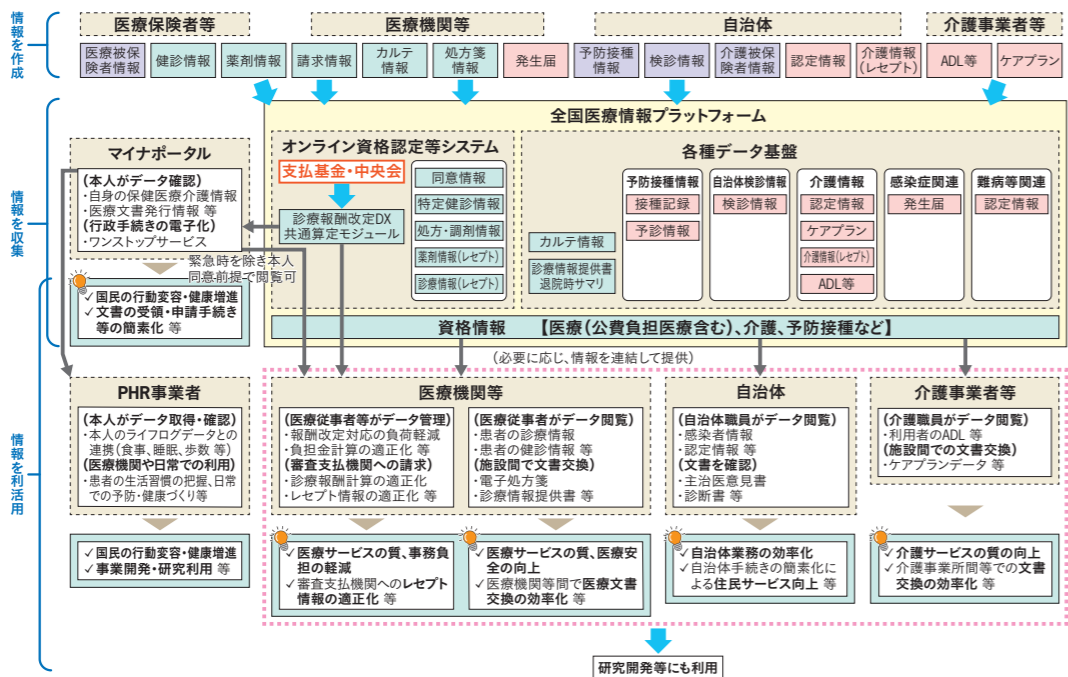 情報を作成
医療保険者等
医療機関等
自治体
介護事業者等
医療被保
険者情報
健診情報
薬剤情報
請求情報
カルテ
情報
処方箋
情報
発生届
予防接種
情報
検診情報
介護被保
険者情報
認定情報
介護情報
(レセプト)
ADL等
ケアプラン
情報を収集
全国医療情報プラットフォーム
マイナポータル
(本人がデータ確認)
・自身の保健医療介護情報
・医療文書発行情報 等
(行政手続きの電子化)
・ワンストップサービス
緊急時を除き本人
同意前提で閲覧可
✓国民の行動変容・健康増進
✓文書の受領・申請手続き
等の簡素化 等
オンライン資格認定等システム
支払基金・中央会
診療報酬改定DX
共通算定モジュール
同意情報
特定健診情報
処方・調剤情報
薬剤情報(レセプト)
診療情報(レセプト)
各種データ基盤
カルテ情報
診療情報提供書
退院時サマリ
予防接種情報
接種記録
予診情報
自治体検診情報
検診情報
介護情報
認定情報
ケアプラン
介護情報(レセプト)
ADL等
感染症関連
発生届
難病等関連
認定情報
資格情報 【医療(公費負担医療含む)、介護、予防接種など】
(必要に応じ、情報を連結して提供)
情報を利活用
PHR事業者
(本人がデータ取得・確認)
・本人のライフログデータとの
連携(食事、睡眠、歩数 等)
(医療機関や日常での利用)
・患者の生活習慣の把握、日常
での予防・健康づくり等
✓国民の行動変容・健康増進
✓事業開発・研究利用 等
医療機関等
(医療従事者等がデータ管理)
・報酬改定対応の負荷軽減
・負担金計算の適正化 等
(審査支払機関への請求)
・診療報酬計算の適正化
・レセプト情報の適正化 等
(医療従事者がデータ閲覧)
・患者の診療情報
・患者の健診情報 等
(施設間で文書交換)
・電子処方箋
・診療情報提供書 等
✓医療サービスの質、事務負
担の軽減
✓審査支払機関へのレセプト
情報の適正化 等
✓医療サービスの質、医療安
全の向上
✓医療機関等間で医療文書
交換の効率化 等
自治体
(自治体職員がデータ閲覧)
・感染者情報
・認定情報 等
(文書を確認)
・主治医意見書
・診断書 等
✓自治体業務の効率化
✓自治体手続きの簡素化に
よる住民サービス向上 等
介護事業者等
(介護職員がデータ閲覧)
・利用者のADL 等
(施設間での文書交換)
・ケアプランデータ 等
✓介護サービスの質の向上
✓介護事業所間等での文書
交換の効率化 等
研究開発等にも利用